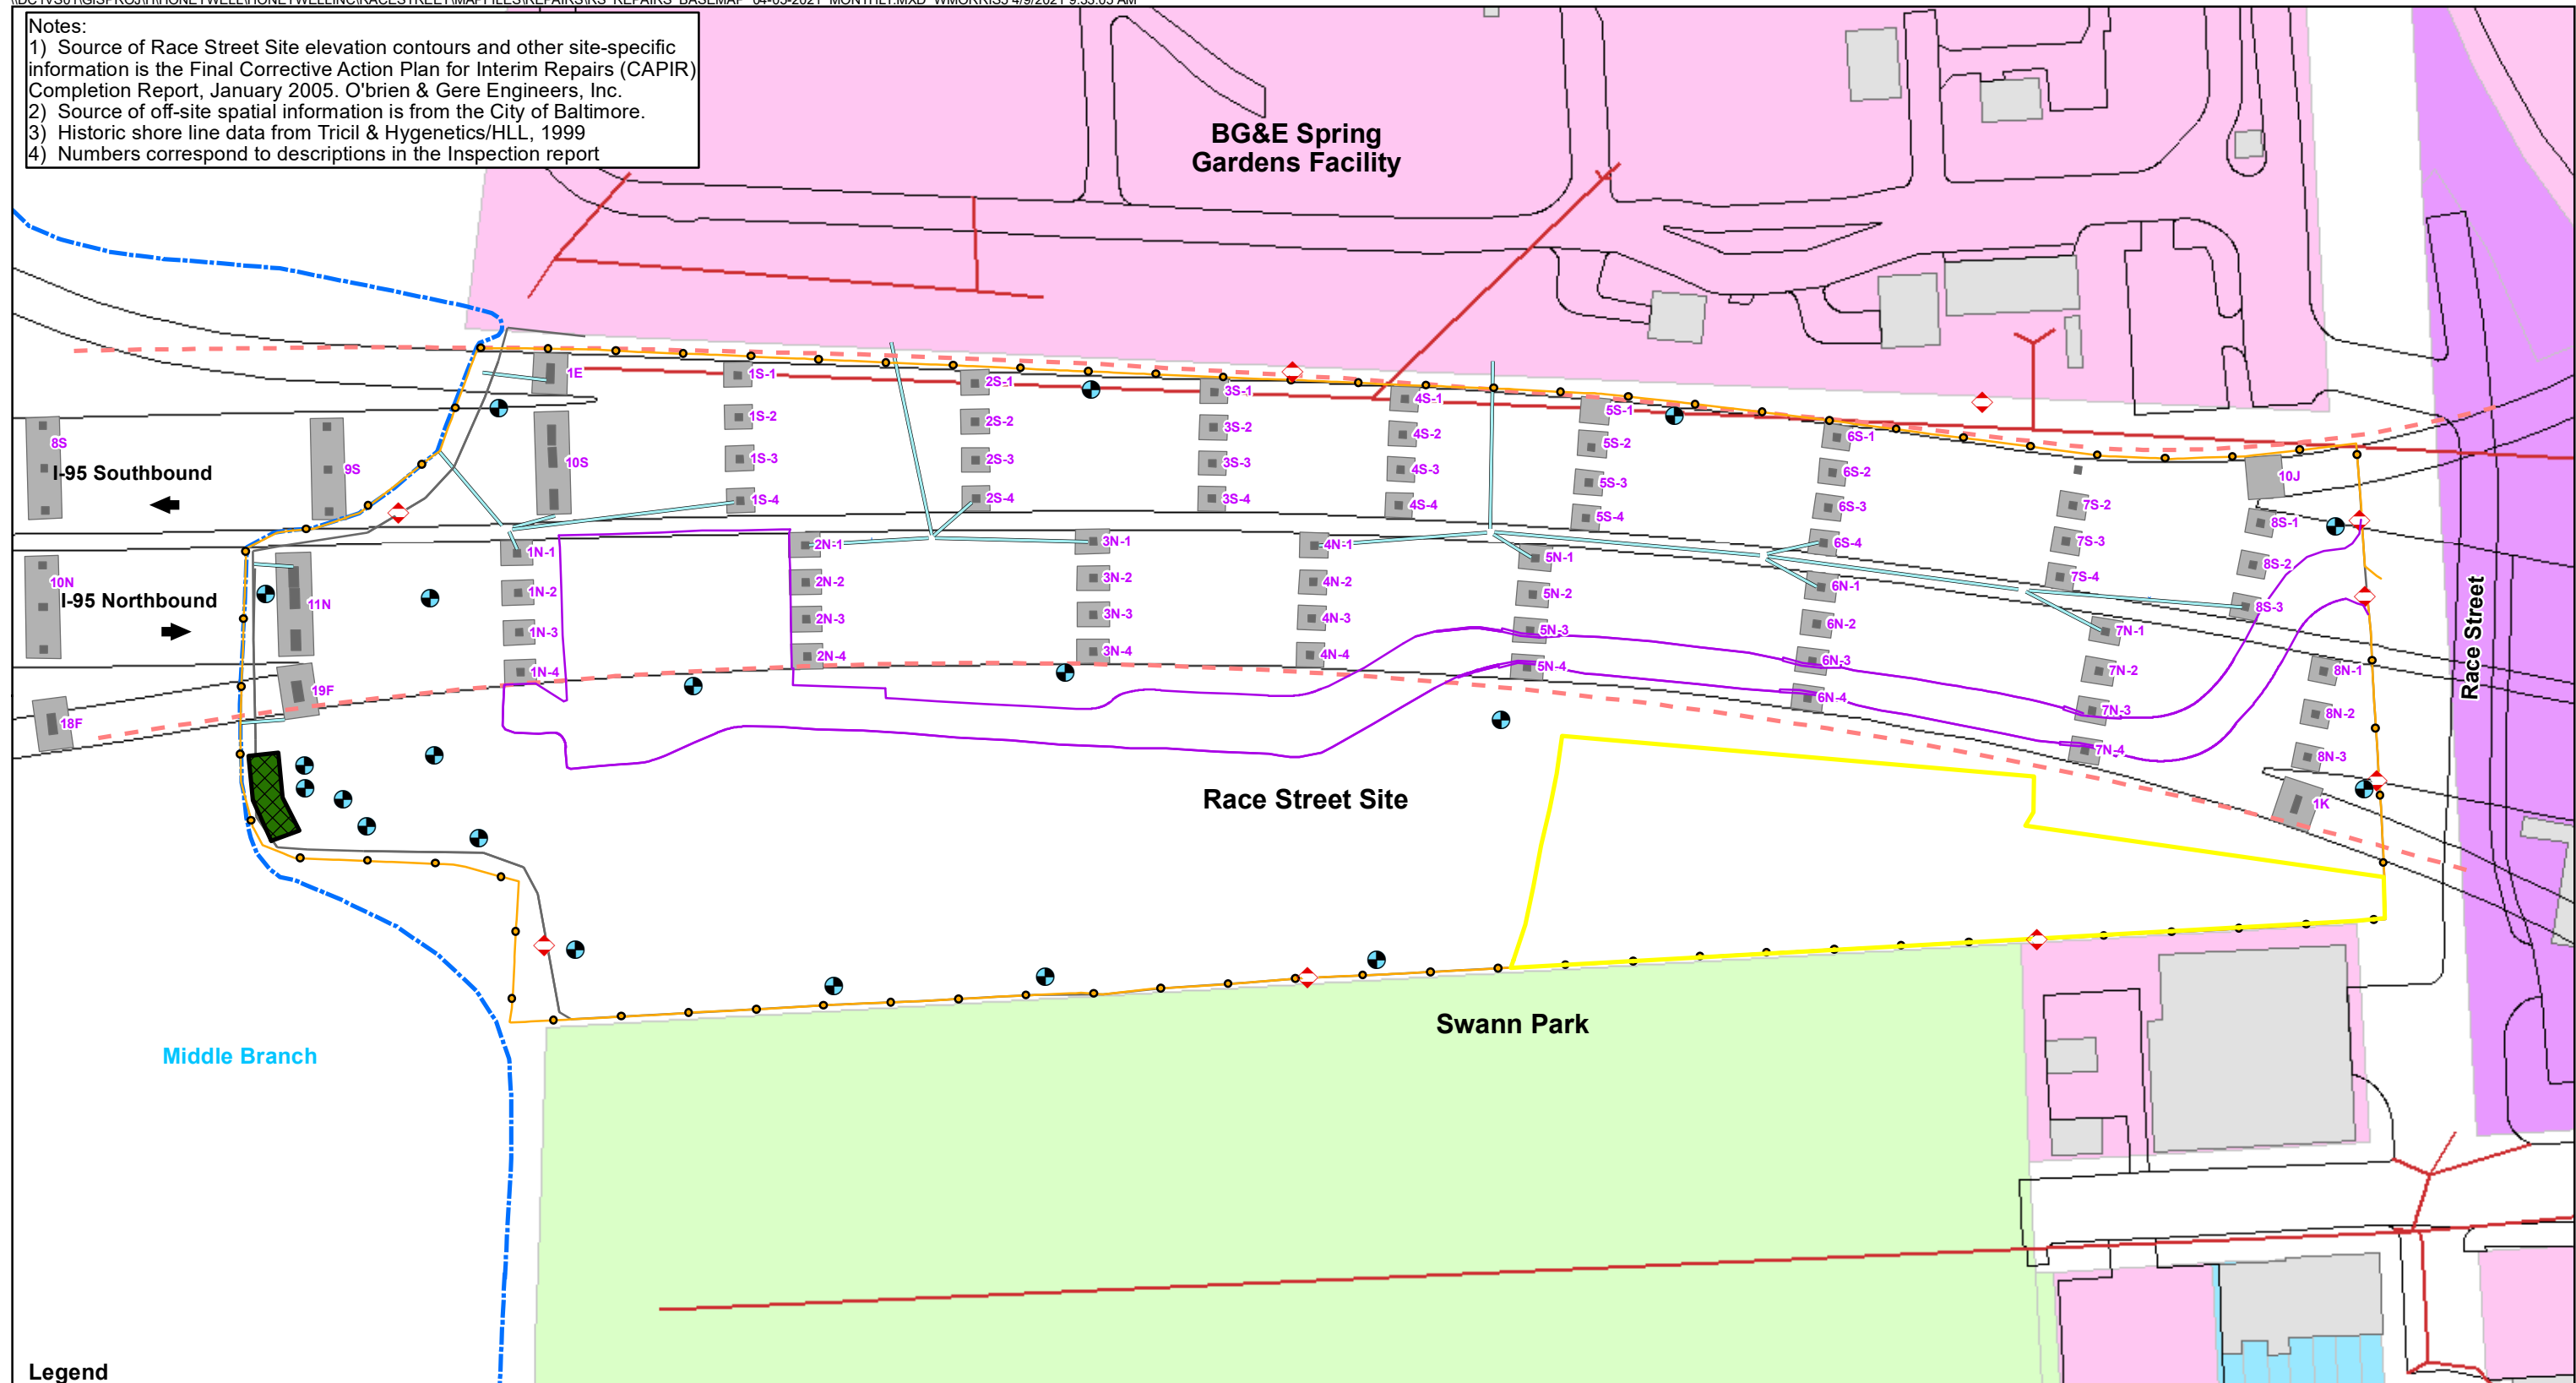 Notes:
1) Source of Race Street Site elevation contours and other site-specific
information is the Final Corrective Action Plan for Interim Repairs (CAPIR)
Completion Report, January 2005. O'brien & Gere Engineers, Inc.
2) Source of off-site spatial information is from the City of Baltimore.
3) Historic shore line data from Tricil & Hygenetics/HLL, 1999
4) Numbers correspond to descriptions in the Inspection report
BG&E Spring
Gardens Facility
1E
1S-1
2S-1
3S-1
4S-1
5S-1
6S-1
1S-2
2S-2
3S-2
4S-2
5S-2
6S-2
7S-2
1S-3
2S-3
3S-3
4S-3
5S-3
6S-3
7S-3
1S-4
2S-4
3S-4
4S-4
5S-4
6S-4
7S-4
8S
9S
10S
10J
8S-1
8S-2
8S-3
I-95 Southbound
10N
I-95 Northbound
11N
19F
18F
1N-1
2N-1
3N-1
4N-1
5N-1
6N-1
7N-1
8N-1
1N-2
2N-2
3N-2
4N-2
5N-2
6N-2
7N-2
8N-2
1N-3
2N-3
3N-3
4N-3
5N-3
6N-3
7N-3
8N-3
1N-4
2N-4
3N-4
4N-4
5N-4
6N-4
7N-4
1K
Race Street
Race Street Site
Swann Park
Middle Branch
Legend